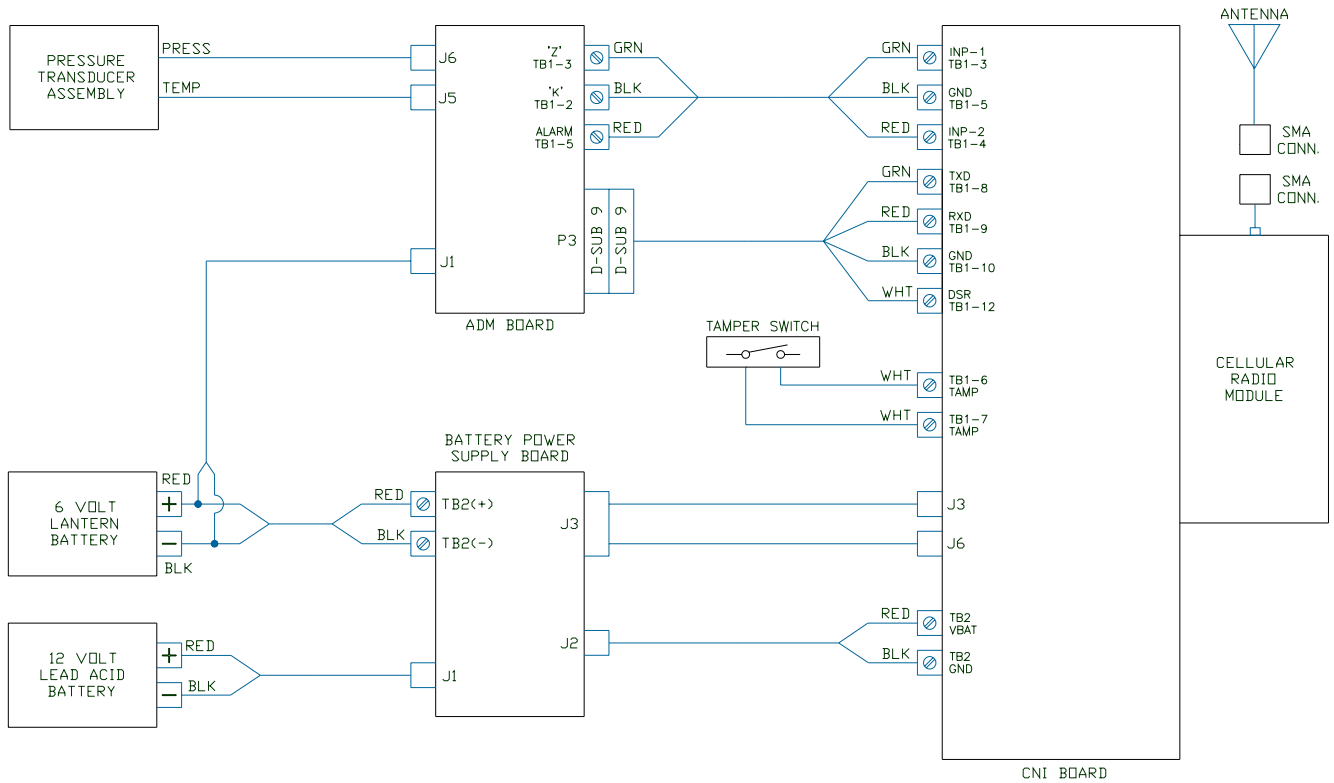 ANTENNA
PRESSURE
TRANSDUCER
ASSEMBLY
PRESS
TEMP
J6
J5
J1
'Z'
TB1-3
'K'
TB1-2
ALARM
TB1-5
P3
D-SUB 9
D-SUB 9
ADM BOARD
GRN
BLK
RED
GRN
BLK
RED
GRN
RED
BLK
WHT
INP-1
TB1-3
GND
TB1-5
INP-2
TB1-4
TXD
TB1-8
RXD
TB1-9
GND
TB1-10
DSR
TB1-12
SMA
CONN.
SMA
CONN.
TAMPER SWITCH
WHT
WHT
TB1-6
TAMP
TB1-7
TAMP
CELLULAR
RADIO
MODULE
BATTERY POWER
SUPPLY BOARD
6 VOLT
LANTERN
BATTERY
RED
+
−
BLK
RED
BLK
TB2(+)
TB2(-)
J3
J3
J6
12 VOLT
LEAD ACID
BATTERY
+
−
RED
BLK
J1
J2
RED
BLK
TB2
VBAT
TB2
GND
CNI BOARD